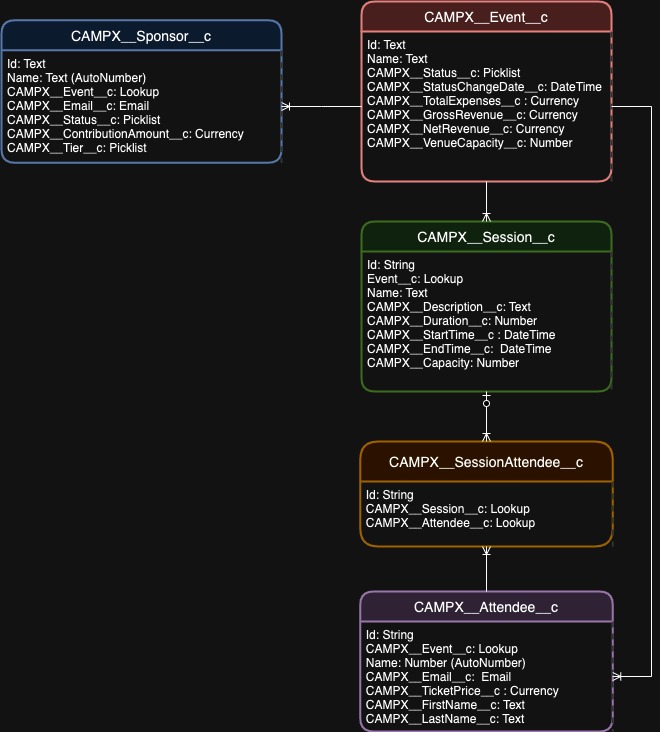 CAMPX__Sponsor__c
Id: Text
Name: Text (AutoNumber)
CAMPX__Event__c: Lookup
CAMPX__Email__c: Email
CAMPX__Status__c: Picklist
CAMPX__ContributionAmount__c: Currency
CAMPX__Tier__c: Picklist
CAMPX__Event__c
Id: Text
Name: Text
CAMPX__Status__c: Picklist
CAMPX__StatusChangeDate__c: DateTime
CAMPX__TotalExpenses__c : Currency
CAMPX__GrossRevenue__c: Currency
CAMPX__NetRevenue__c: Currency
CAMPX__VenueCapacity__c: Number
CAMPX__Session__c
Id: String
Event__c: Lookup
Name: Text
CAMPX__Description__c: Text
CAMPX__Duration__c: Number
CAMPX__StartTime__c : DateTime
CAMPX__EndTime__c:  DateTime
CAMPX__Capacity: Number
CAMPX__SessionAttendee__c
Id: String
CAMPX__Session__c: Lookup
CAMPX__Attendee__c: Lookup
CAMPX__Attendee__c
Id: String
CAMPX__Event__c: Lookup
Name: Number (AutoNumber)
CAMPX__Email__c:  Email
CAMPX__TicketPrice__c : Currency
CAMPX__FirstName__c: Text
CAMPX__LastName__c: Text